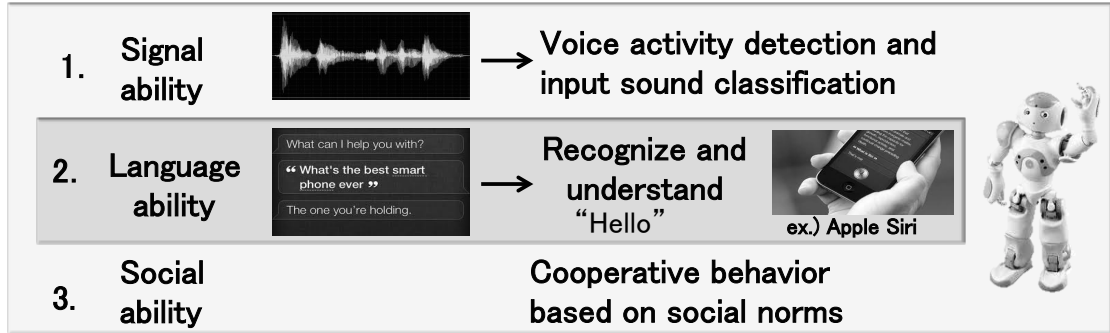 1. Signal
ability
Voice activity detection and
input sound classification
2. Language
ability
What can I help you with?
“ What's the best smart
phone ever ”
The one you're holding.
Recognize and
understand
“Hello”
ex.) Apple Siri
3. Social
ability
Cooperative behavior
based on social norms